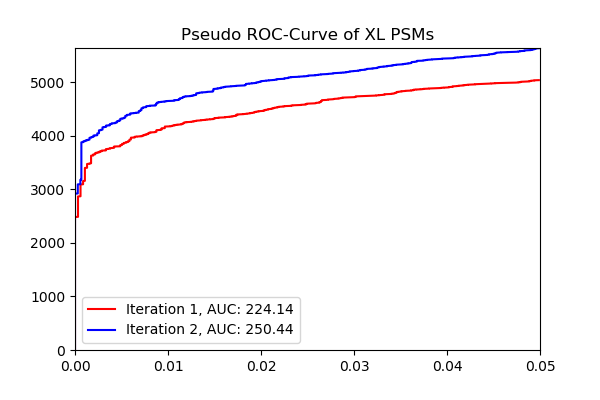 Pseudo ROC-Curve of XL PSMs
5000
4000
3000
2000
1000
0
Iteration 1, AUC: 224.14
Iteration 2, AUC: 250.44
0.00 0.01 0.02 0.03 0.04 0.05